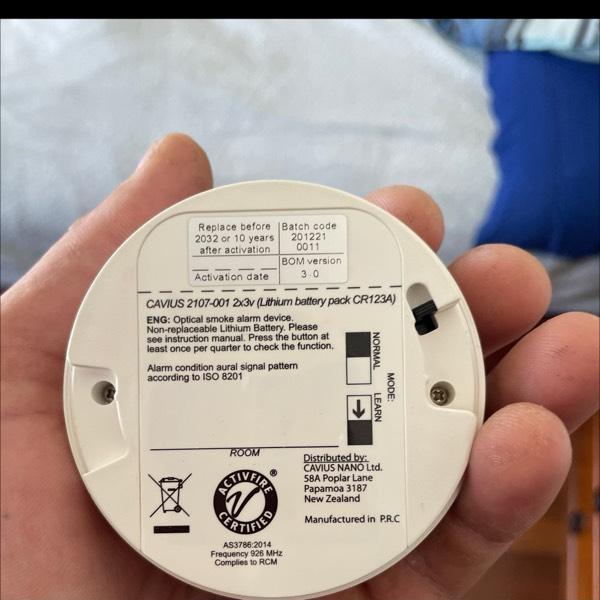 Replace before
2032 or 10 years
after activation
Activation date
Batch code
201221
0011
BOM version
3.0
CAVIUS 2107-001 2x3v (Lithium battery pack CR123A)
ENG: Optical smoke alarm device.
Non-replaceable Lithium Battery. Please
see instruction manual. Press the button at
least once per quarter to check the function.
Alarm condition aural signal pattern
according to ISO 8201
NORMAL
MODE:
LEARN
ROOM
ACTIVFIRE ®
CERTIFIED
AS3786:2014
Frequency 926 MHz
Complies to RCM
Distributed by:
CAVIUS NANO Ltd.
58A Poplar Lane
Papamoa 3187
New Zealand
Manufactured in P.R.C